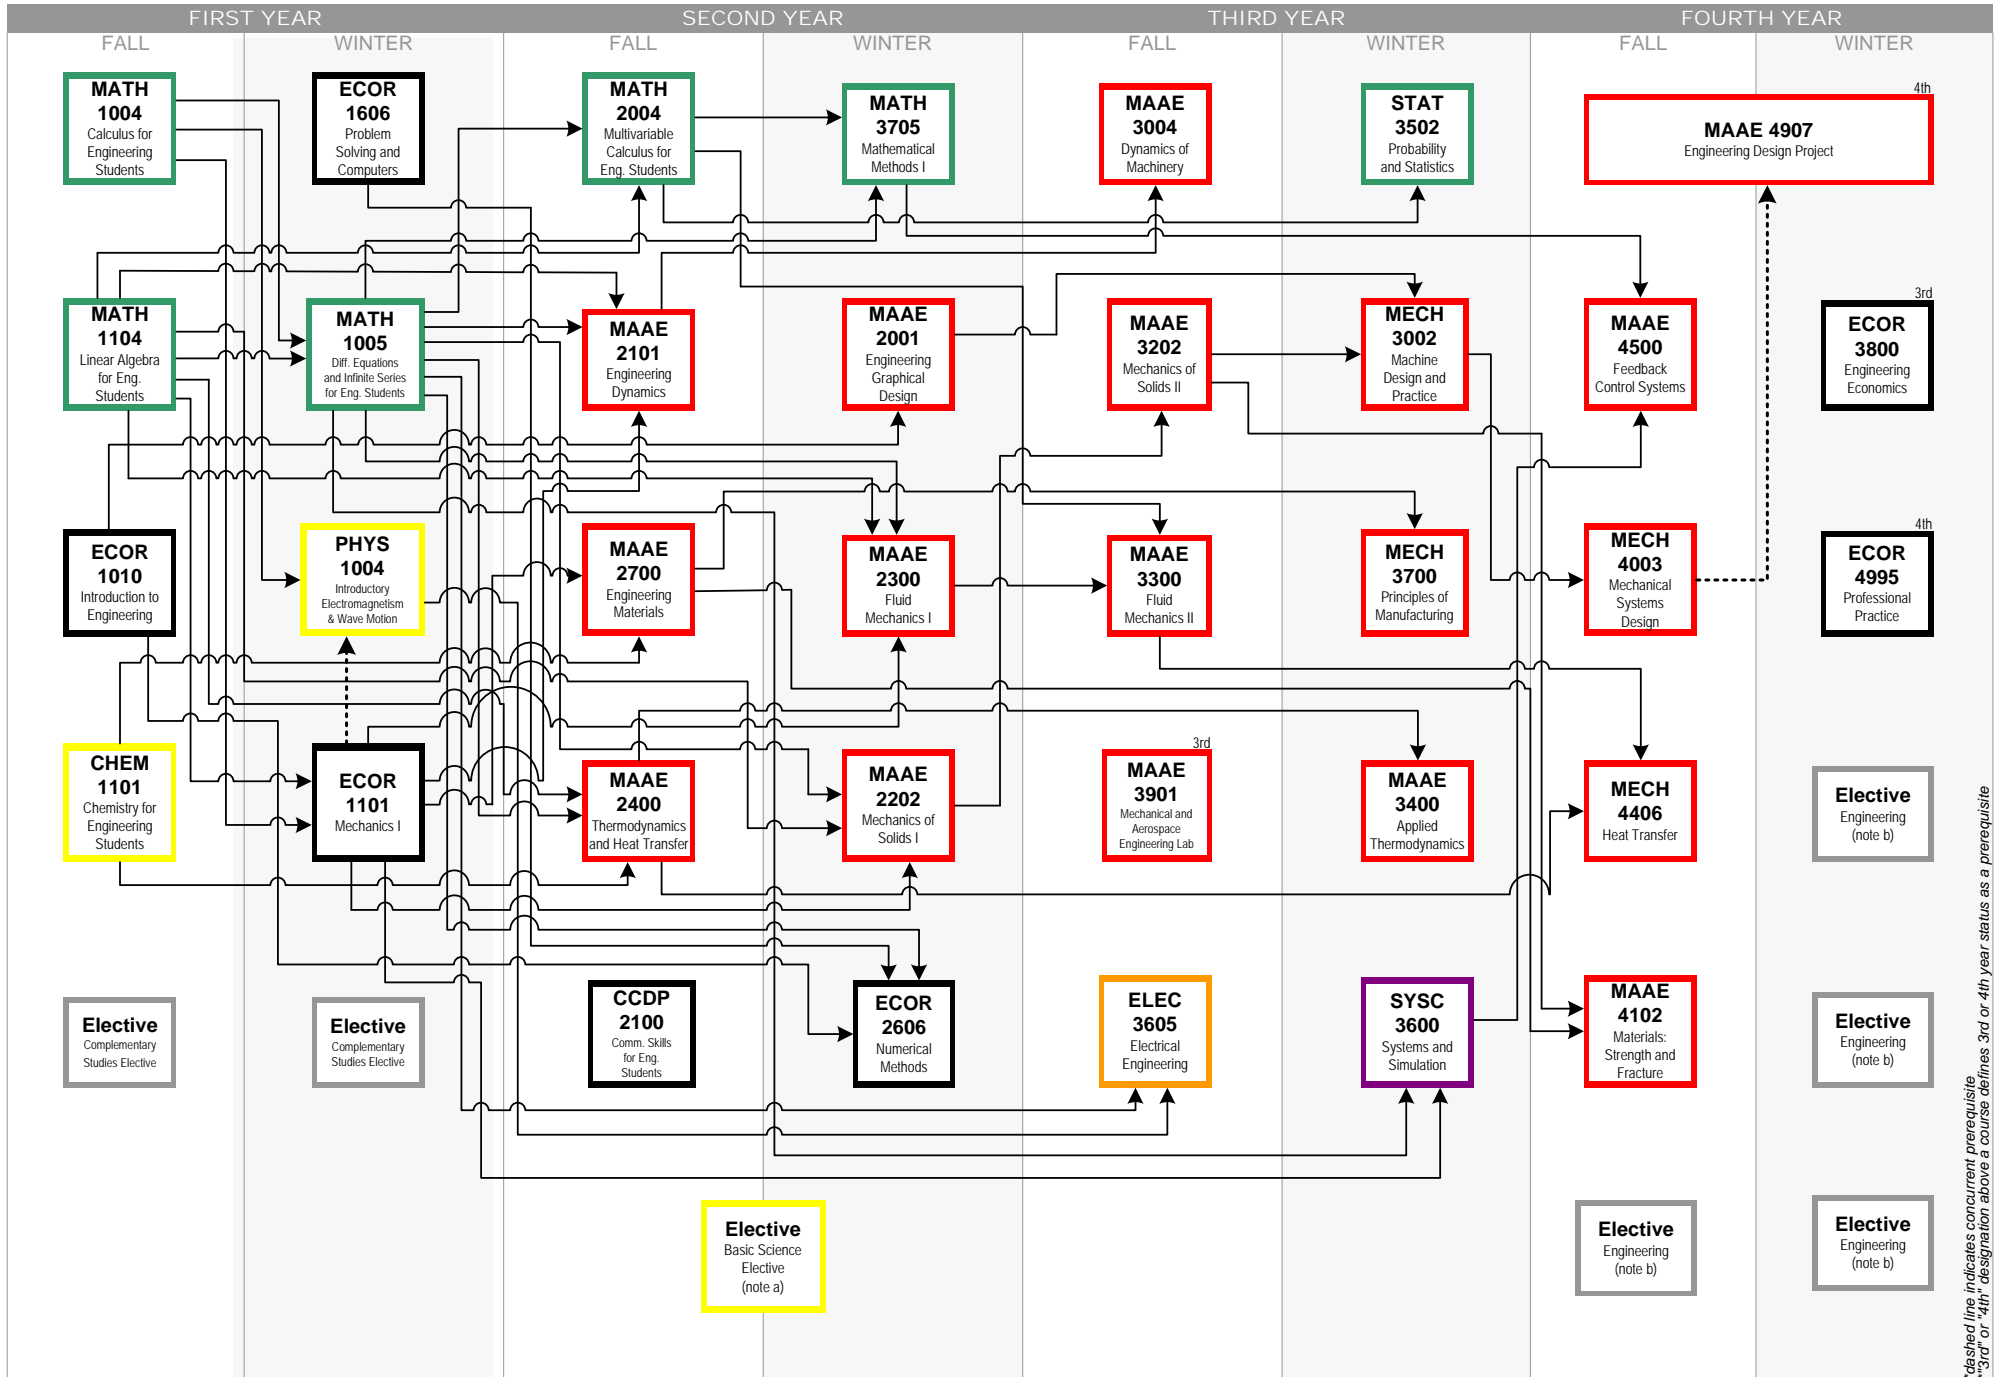 FIRST YEAR
SECOND YEAR
THIRD YEAR
FOURTH YEAR
FALL
WINTER
FALL
WINTER
FALL
WINTER
FALL
WINTER
MATH
1004
Calculus for
Engineering
Students
ECOR
1606
Problem
Solving and
Computers
MATH
2004
Multivariable
Calculus for
Eng. Students
MATH
3705
Mathematical
Methods I
MAAE
3004
Dynamics of
Machinery
STAT
3502
Probability
and Statistics
4th
MAAE 4907
Engineering Design Project
MATH
1104
Linear Algebra
for Eng.
Students
MATH
1005
Diff. Equations
and Infinite Series
for Eng. Students
MAAE
2101
Engineering
Dynamics
MAAE
2001
Engineering
Graphical
Design
MAAE
3202
Mechanics of
Solids II
MECH
3002
Machine
Design and
Practice
MAAE
4500
Feedback
Control Systems
3rd
ECOR
3800
Engineering
Economics
ECOR
1010
Introduction to
Engineering
PHYS
1004
Introductory
Electromagnetism
& Wave Motion
MAAE
2700
Engineering
Materials
MAAE
2300
Fluid
Mechanics I
MAAE
3300
Fluid
Mechanics II
MECH
3700
Principles of
Manufacturing
MECH
4003
Mechanical
Systems
Design
4th
ECOR
4995
Professional
Practice
CHEM
1101
Chemistry for
Engineering
Students
ECOR
1101
Mechanics I
MAAE
2400
Thermodynamics
and Heat Transfer
MAAE
2202
Mechanics of
Solids I
3rd
MAAE
3901
Mechanical and
Aerospace
Engineering Lab
MAAE
3400
Applied
Thermodynamics
MECH
4406
Heat Transfer
Elective
Engineering
(note b)
Elective
Complementary
Studies Elective
Elective
Complementary
Studies Elective
CCDP
2100
Comm. Skills
for Eng.
Students
ECOR
2606
Numerical
Methods
ELEC
3605
Electrical
Engineering
SYSC
3600
Systems and
Simulation
MAAE
4102
Materials:
Strength and
Fracture
Elective
Engineering
(note b)
Elective
Basic Science
Elective
(note a)
Elective
Engineering
(note b)
Elective
Engineering
(note b)
*dashed line indicates concurrent prerequisite
*"3rd" or "4th" designation above a course defines 3rd or 4th year status as a prerequisite